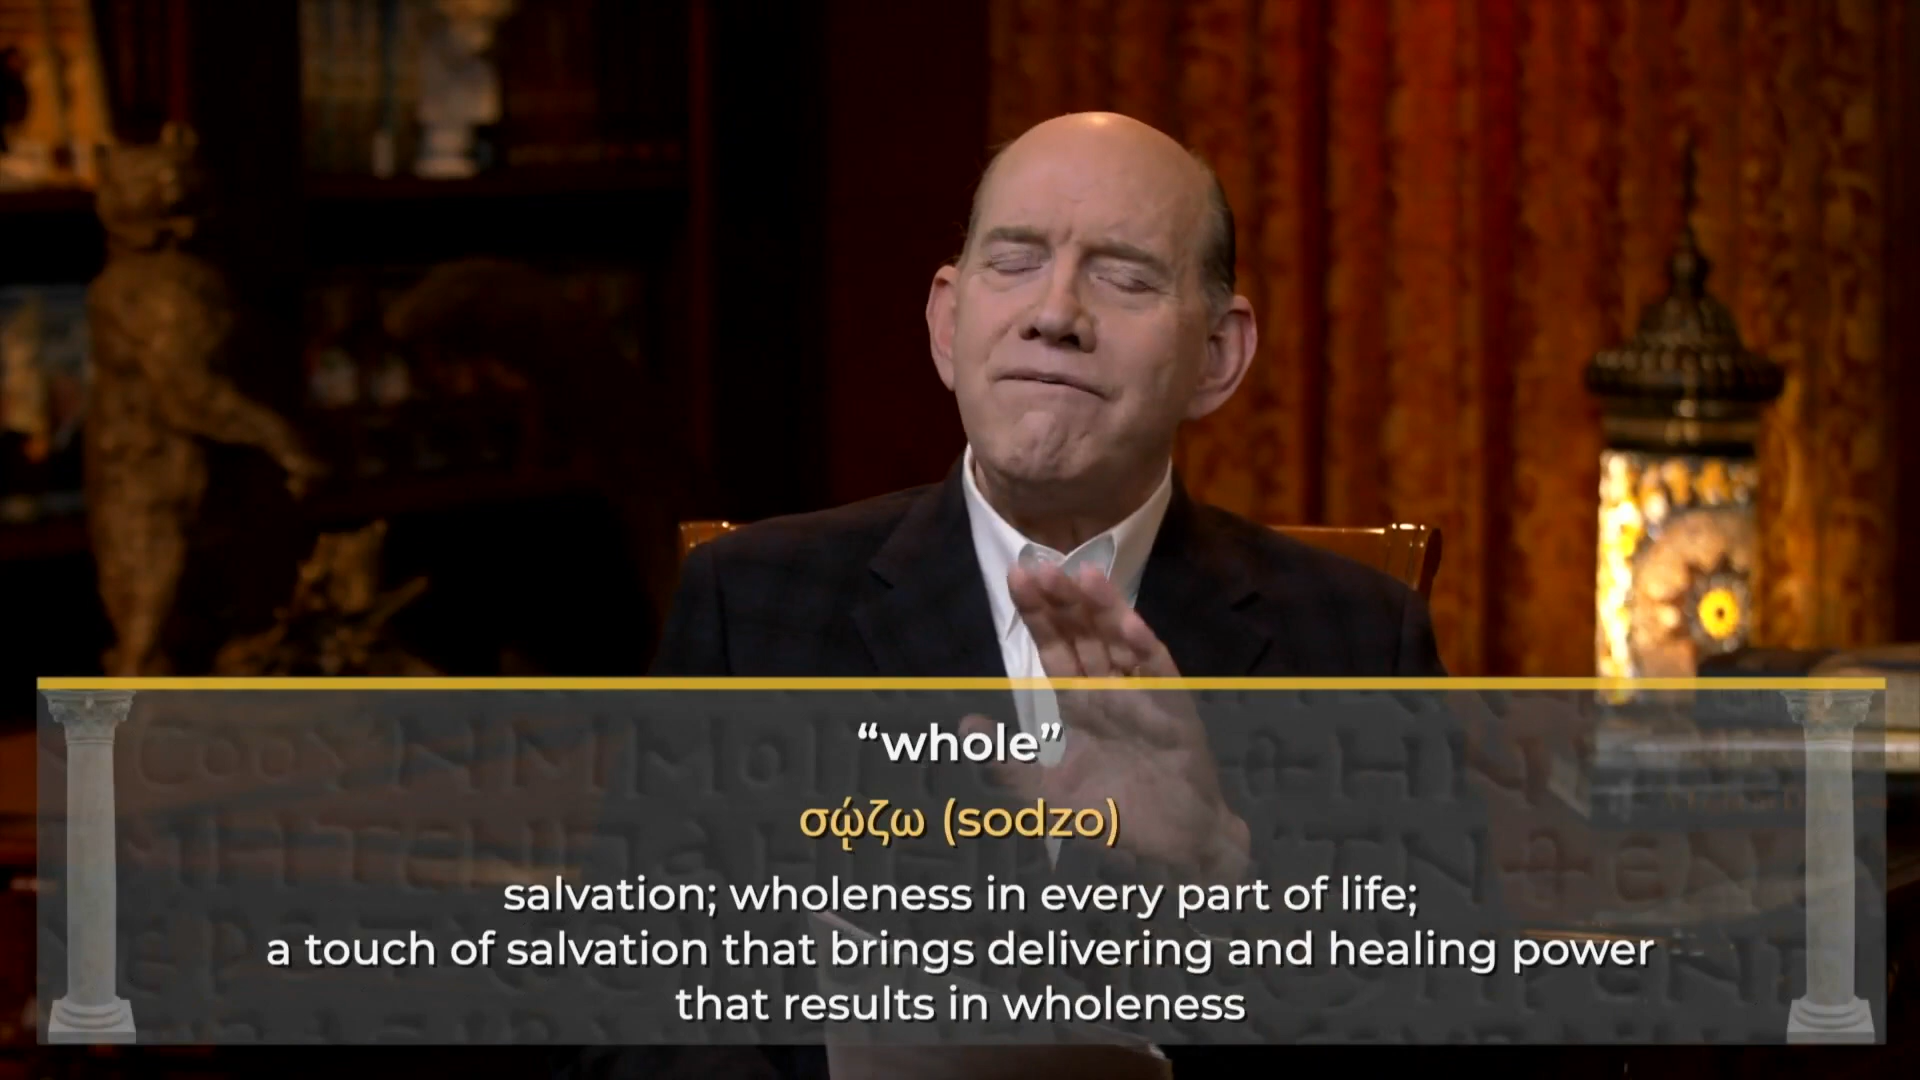 “whole”
σῴζω (sodzo)
salvation; wholeness in every part of life;
a touch of salvation that brings delivering and healing power
that results in wholeness